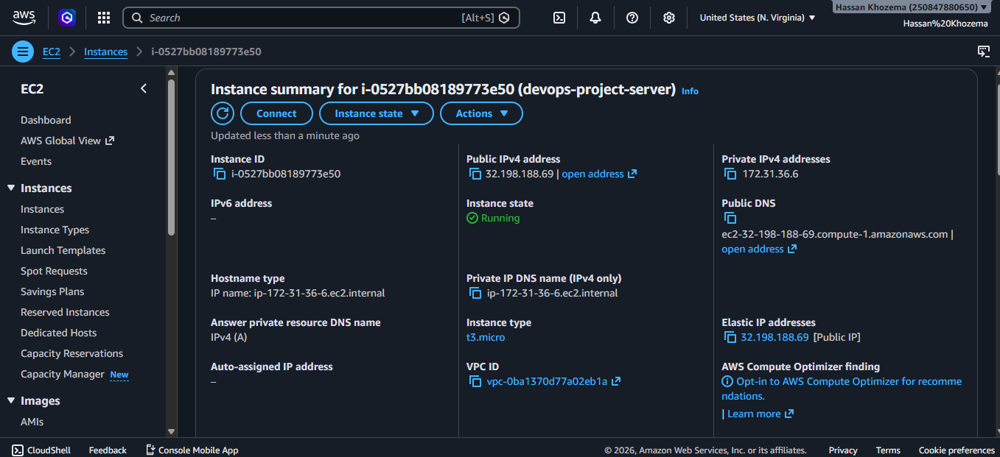 aws
Search [Alt+S]
United States (N. Virginia)
Hassan Khozema (250847880650)
Hassan%20Khozema
EC2 Instances i-0527bb08189773e50
EC2
Dashboard
AWS Global View
Events
Instances
Instances
Instance Types
Launch Templates
Spot Requests
Savings Plans
Reserved Instances
Dedicated Hosts
Capacity Reservations
Capacity Manager New
Images
AMIs
Instance summary for i-0527bb08189773e50 (devops-project-server) Info
Connect Instance state Actions
Updated less than a minute ago
Instance ID
i-0527bb08189773e50
IPv6 address
–
Hostname type
IP name: ip-172-31-36-6.ec2.internal
Answer private resource DNS name
IPv4 (A)
Auto-assigned IP address
–
Public IPv4 address
32.198.188.69 | open address
Instance state
Running
Private IP DNS name (IPv4 only)
ip-172-31-36-6.ec2.internal
Instance type
t3.micro
VPC ID
vpc-0ba1370d77a02eb1a
Private IPv4 addresses
172.31.36.6
Public DNS
ec2-32-198-188-69.compute-1.amazonaws.com |
open address
Elastic IP addresses
32.198.188.69 [Public IP]
AWS Compute Optimizer finding
Opt-in to AWS Compute Optimizer for recomme
ndations.
| Learn more
CloudShell Feedback Console Mobile App © 2026, Amazon Web Services, Inc. or its affiliates. Privacy Terms Cookie preferences